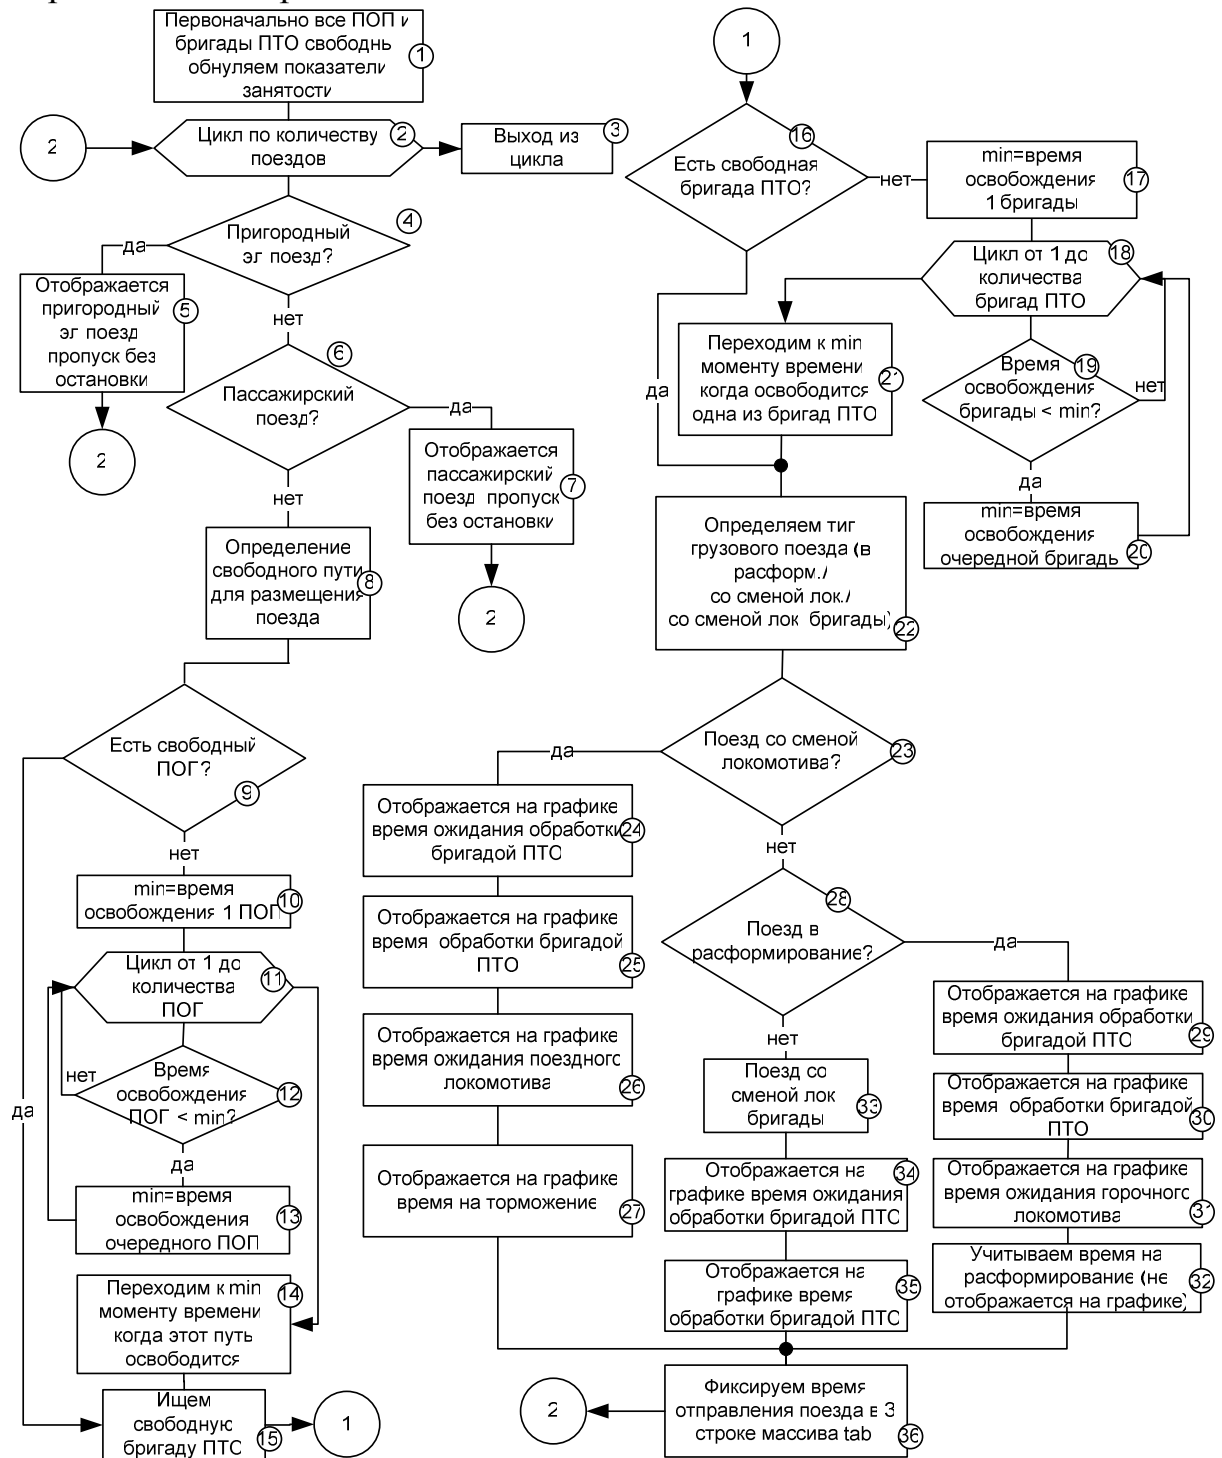 Первоначально все ПОП и
бригады ПТО свободны
обнуляем показатели
занятости
1
2
Цикл по количеству
поездов
2
Выход из
цикла
3
Пригородный
эл поезд?
4
да
Отображается
пригородный
эл поезд
пропуск без
остановки
5
2
нет
Пассажирский
поезд?
6
да
Отображается
пассажирский
поезд пропуск
без остановки
7
2
нет
Определение
свободного пути
для размещения
поезда
8
Есть свободный
ПОП?
9
да
нет
min=время
освобождения 1 ПОП
10
Цикл от 1 до
количества
ПОП
11
Время
освобождения
ПОП < min?
12
нет
да
min=время
освобождения
очередного ПОП
13
Переходим к min
моменту времени
когда этот путь
освободится
14
Ищем
свободную
бригаду ПТО
15
1
1
Есть свободная
бригада ПТО?
16
нет
да
min=время
освобождения
1 бригады
17
Цикл от 1 до
количества
бригад ПТО
18
Время
освобождения
бригады < min?
19
нет
да
min=время
освобождения
очередной бригады
20
Переходим к min
моменту времени
когда освободится
одна из бригад ПТО
21
Определяем тип
грузового поезда (в
расформ./
со сменой лок./
со сменой лок бригады)
22
Поезд со сменой
локомотива?
23
да
нет
Отображается на графике
время ожидания обработки
бригадой ПТО
24
Отображается на графике
время обработки бригадой
ПТО
25
Отображается на графике
время ожидания поездного
локомотива
26
Отображается на графике
время на торможение
27
Поезд в
расформирование?
28
да
нет
Отображается на графике
время ожидания обработки
бригадой ПТО
29
Отображается на графике
время обработки бригадой
ПТО
30
Отображается на графике
время ожидания горочного
локомотива
31
Учитываем время на
расформирование (не
отображается на графике)
32
Поезд со
сменой лок
бригады
33
Отображается на
графике время ожидания
обработки бригадой ПТО
34
Отображается на
графике время
обработки бригадой ПТО
35
Фиксируем время
отправления поезда в 3
строке массива tab
36
2